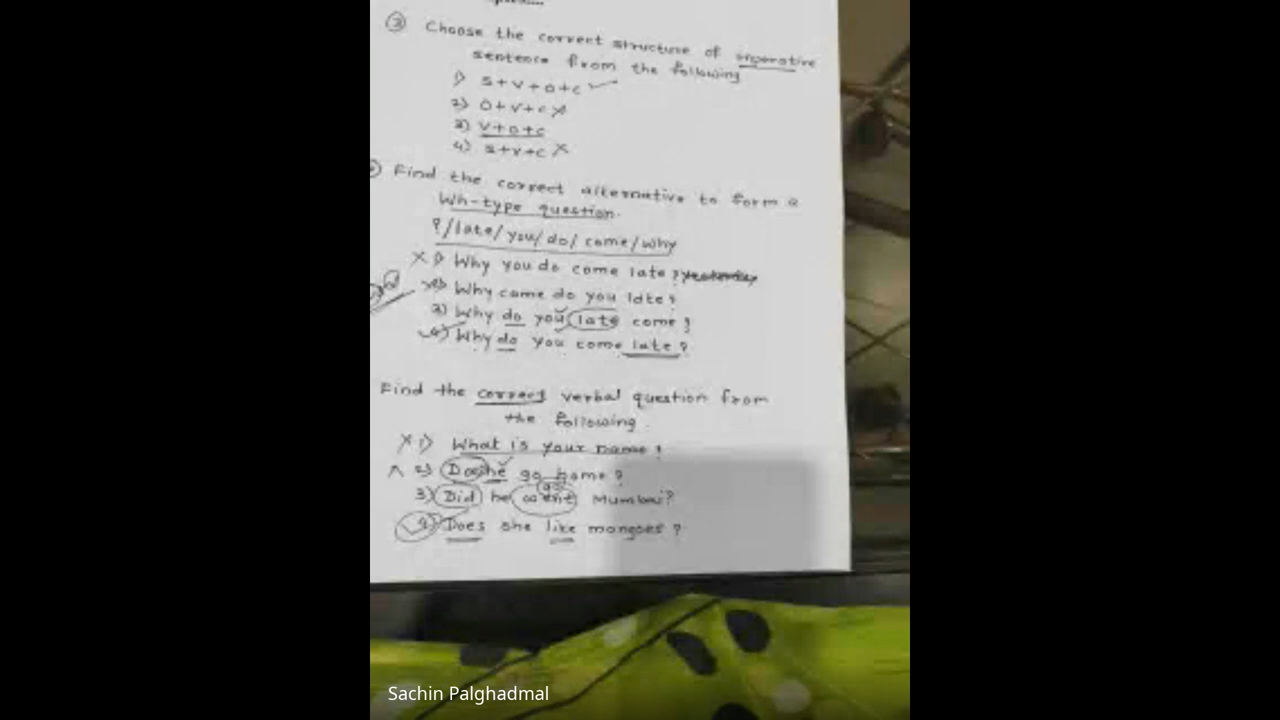 ③ Choose the correct structure of imperative
sentence from the following
1) S+V+O+C ✓
2) O+V+C ✗
3) V+O+C
4) S+V+C ✗
Find the correct alternative to form a
Wh-type question.
?/late/you/do/come/why
✗ 1) Why you do come late?
2) Why come do you late?
3) Why do you late come?
4) Why do you come late?
Find the correct verbal question from
the following.
✗ 1) What is your name?
2) Do he go home?
go
3) Did he went Mumbai?
4) Does she like mangoes?
Sachin Palghadmal